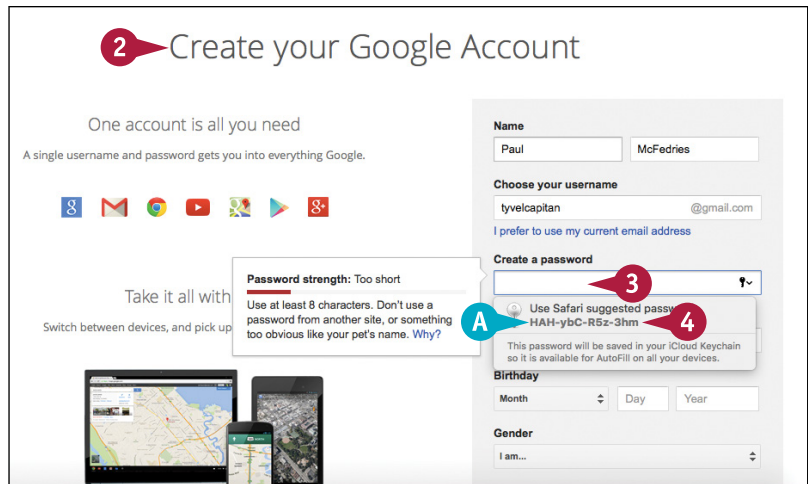 2
Create your Google Account
One account is all you need
A single username and password gets you into everything Google.
8
8+
Take it all with
Switch between devices, and pick up
Name
Paul
McFedries
Choose your username
tyvelcapitan
@gmail.com
I prefer to use my current email address
Create a password
3
Password strength: Too short
Use at least 8 characters. Don't use a
password from another site, or something
too obvious like your pet's name. Why?
Use Safari suggested passw
A
HAH-ybC-R5z-3hm
4
This password will be saved in your iCloud Keychain
so it is available for AutoFill on all your devices.
Birthday
Month
Day
Year
Gender
I am...